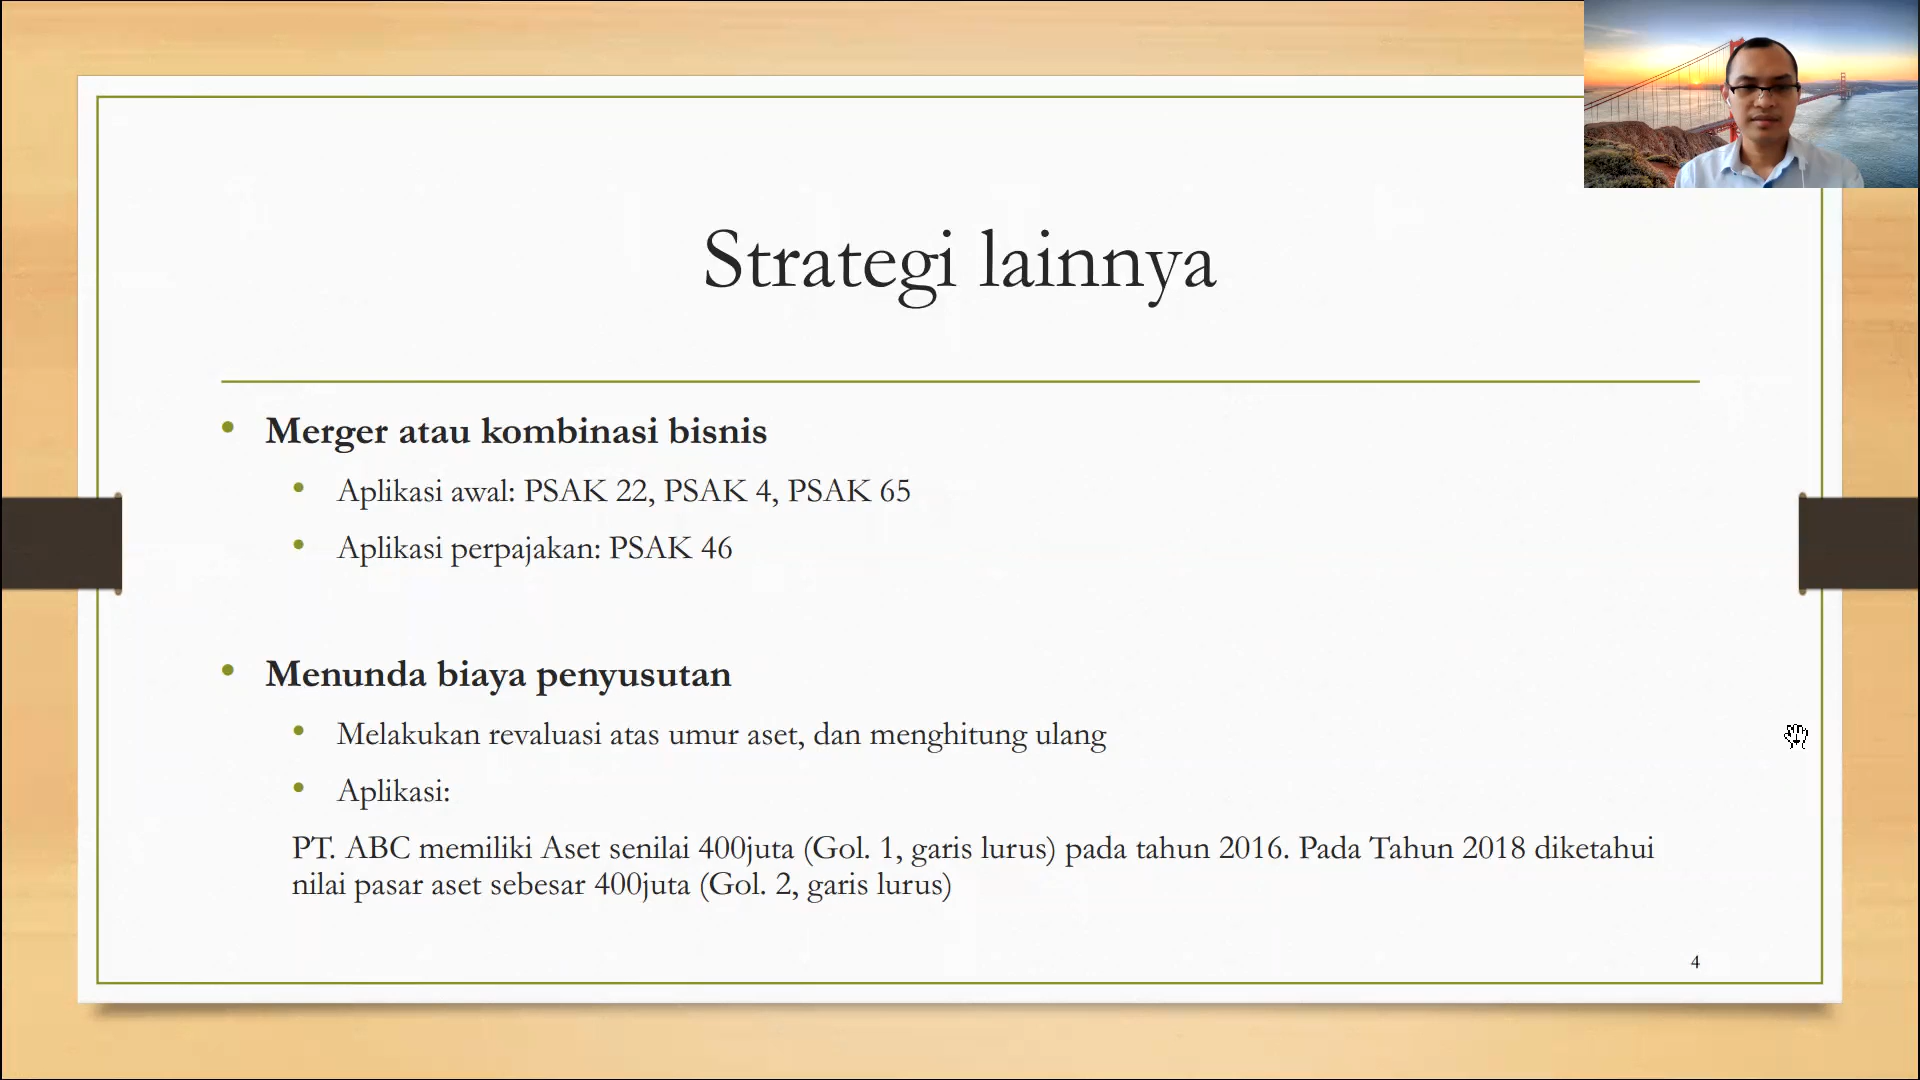 Strategi lainnya
• Merger atau kombinasi bisnis
• Aplikasi awal: PSAK 22, PSAK 4, PSAK 65
• Aplikasi perpajakan: PSAK 46
• Menunda biaya penyusutan
• Melakukan revaluasi atas umur aset, dan menghitung ulang
• Aplikasi:
PT. ABC memiliki Aset senilai 400juta (Gol. 1, garis lurus) pada tahun 2016. Pada Tahun 2018 diketahui
nilai pasar aset sebesar 400juta (Gol. 2, garis lurus)
4